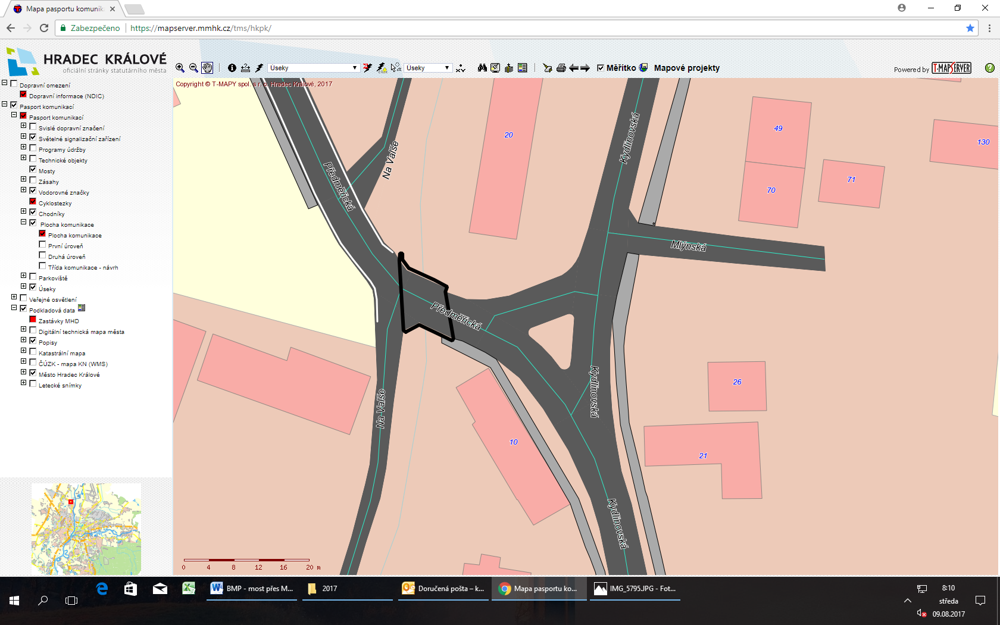 Mapa pasportu komunik
Zabezpečeno
https://mapserver.mmhk.cz/tms/hkpk/
HRADEC KRÁLOVÉ
oficiální stránky statutárního města
Úseky
Úseky
Měřítko
Mapové projekty
Powered by T-MAPSERVER
Copyright © T-MAPY spol. s r. o. Hradec Králové, 2017
Dopravní omezení
Dopravní informace (NDIC)
Pasport komunikací
Pasport komunikací
Svislé dopravní značení
Světelné signalizační zařízení
Programy údržby
Technické objekty
Mosty
Zásahy
Vodorovné značky
Cyklostezky
Chodníky
Plocha komunikace
Plocha komunikace
První úroveň
Druhá úroveň
Třída komunikace - návrh
Parkoviště
Úseky
Veřejné osvětlení
Podkladová data
Zastávky MHD
Digitální technická mapa města
Popisy
Katastrální mapa
ČÚZK - mapa KN (WMS)
Město Hradec Králové
Letecké snímky
Předměřická
Na Valše
20
Kydlinovská
49
130
70
71
Mlýnská
Předměřická
Na Valše
Kydlinovská
26
10
21
Kydlinovská
0 4 8 12 16 20 m
BMP - most přes M...
2017
Doručená pošta – k...
Mapa pasportu ko...
IMG_5795.JPG - Fot...
8:10
středa
09.08.2017